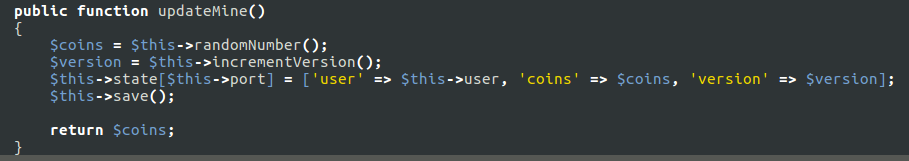 public function updateMine()
{
    $coins = $this->randomNumber();
    $version = $this->incrementVersion();
    $this->state[$this->port] = ['user' => $this->user, 'coins' => $coins, 'version' => $version];
    $this->save();

    return $coins;
}